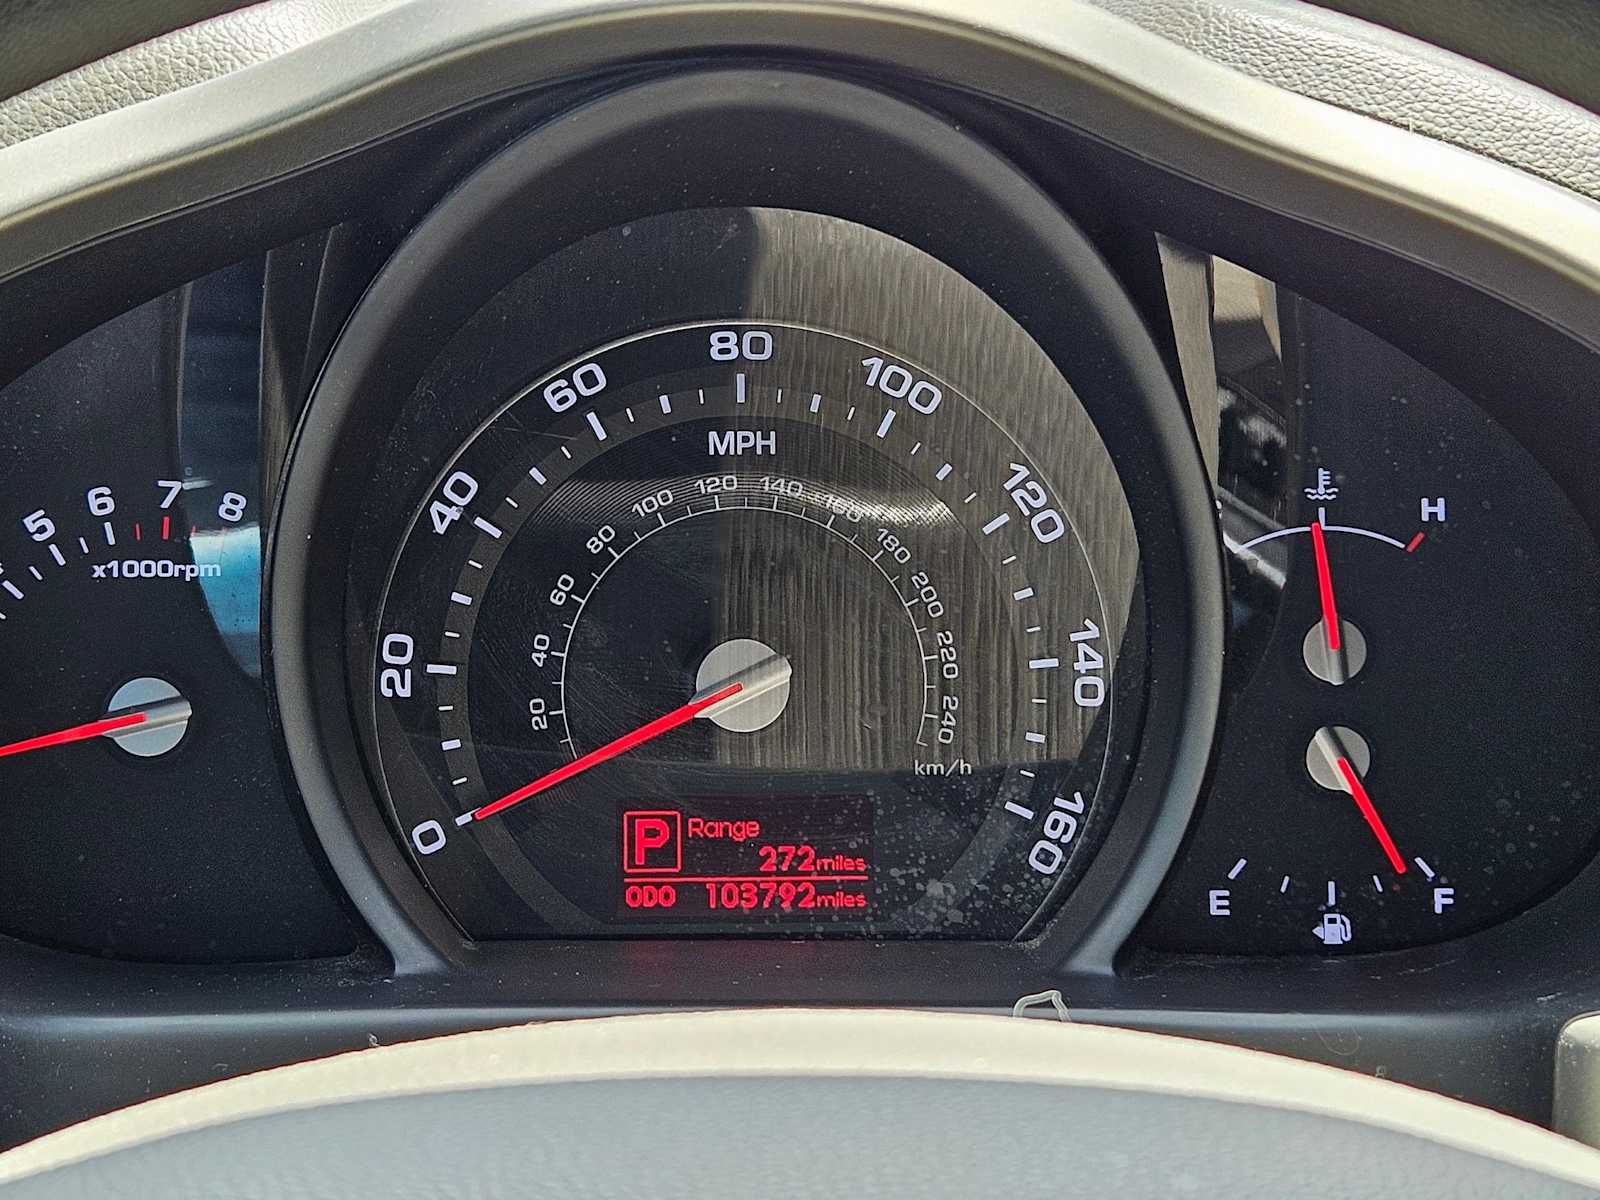 5 6 7 8
x1000rpm
0 20 40 60 80 100 120 140 160
MPH
20 40 60 80 100 120 140 160 180 200 220 240
km/h
P Range
272miles
ODO 103792miles
H
E F